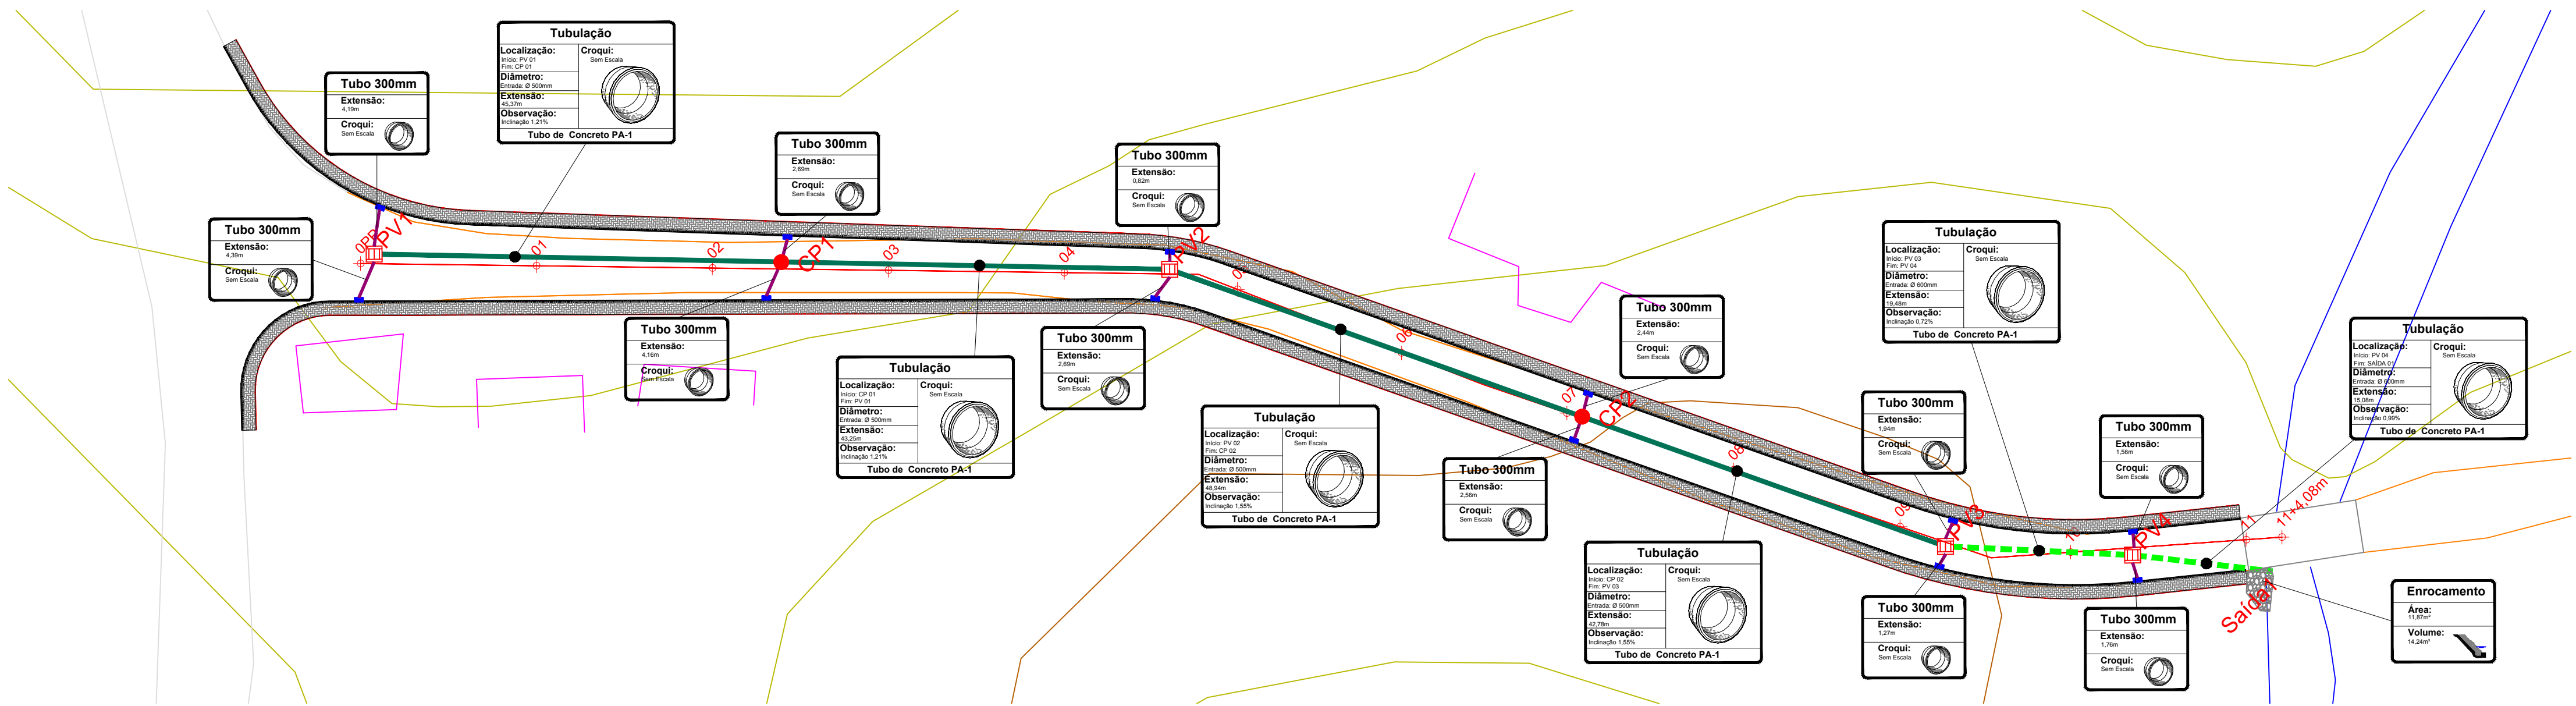 Tubulação
Localização:
Início: PV 01
Fim: CP 01
Diâmetro:
Entrada: Ø 500mm
Extensão:
45,37m
Observação:
Inclinação 1,21%
Croqui:
Sem Escala
Tubo de Concreto PA-1
Tubo 300mm
Extensão:
4,19m
Croqui:
Sem Escala
Tubo 300mm
Extensão:
2,69m
Croqui:
Sem Escala
Tubo 300mm
Extensão:
0,82m
Croqui:
Sem Escala
Tubo 300mm
Extensão:
4,39m
Croqui:
Sem Escala
0PP
PV1
01
02
CP1
03
04
PV2
Tubulação
Localização:
Início: PV 03
Fim: PV 04
Diâmetro:
Entrada: Ø 600mm
Extensão:
19,48m
Observação:
Inclinação 0,72%
Croqui:
Sem Escala
Tubo de Concreto PA-1
Tubo 300mm
Extensão:
2,44m
Croqui:
Sem Escala
Tubo 300mm
Extensão:
4,16m
Croqui:
Sem Escala
Tubo 300mm
Extensão:
2,69m
Croqui:
Sem Escala
06
Tubulação
Localização:
Início: PV 04
Fim: SAÍDA 01
Diâmetro:
Entrada: Ø 600mm
Extensão:
15,08m
Observação:
Inclinação 0,99%
Croqui:
Sem Escala
Tubo de Concreto PA-1
Tubulação
Localização:
Início: CP 01
Fim: PV 01
Diâmetro:
Entrada: Ø 500mm
Extensão:
43,25m
Observação:
Inclinação 1,21%
Croqui:
Sem Escala
Tubo de Concreto PA-1
07
CP2
Tubo 300mm
Extensão:
1,94m
Croqui:
Sem Escala
Tubulação
Localização:
Início: PV 02
Fim: CP 02
Diâmetro:
Entrada: Ø 500mm
Extensão:
48,94m
Observação:
Inclinação 1,55%
Croqui:
Sem Escala
Tubo de Concreto PA-1
Tubo 300mm
Extensão:
1,56m
Croqui:
Sem Escala
08
Tubo 300mm
Extensão:
2,56m
Croqui:
Sem Escala
09
PV3
10
PV4
11
11+4,08m
Tubulação
Localização:
Início: CP 02
Fim: PV 03
Diâmetro:
Entrada: Ø 500mm
Extensão:
42,78m
Observação:
Inclinação 1,55%
Croqui:
Sem Escala
Tubo de Concreto PA-1
Saída1
Enrocamento
Área:
11,87m²
Volume:
14,24m³
Tubo 300mm
Extensão:
1,27m
Croqui:
Sem Escala
Tubo 300mm
Extensão:
1,76m
Croqui:
Sem Escala